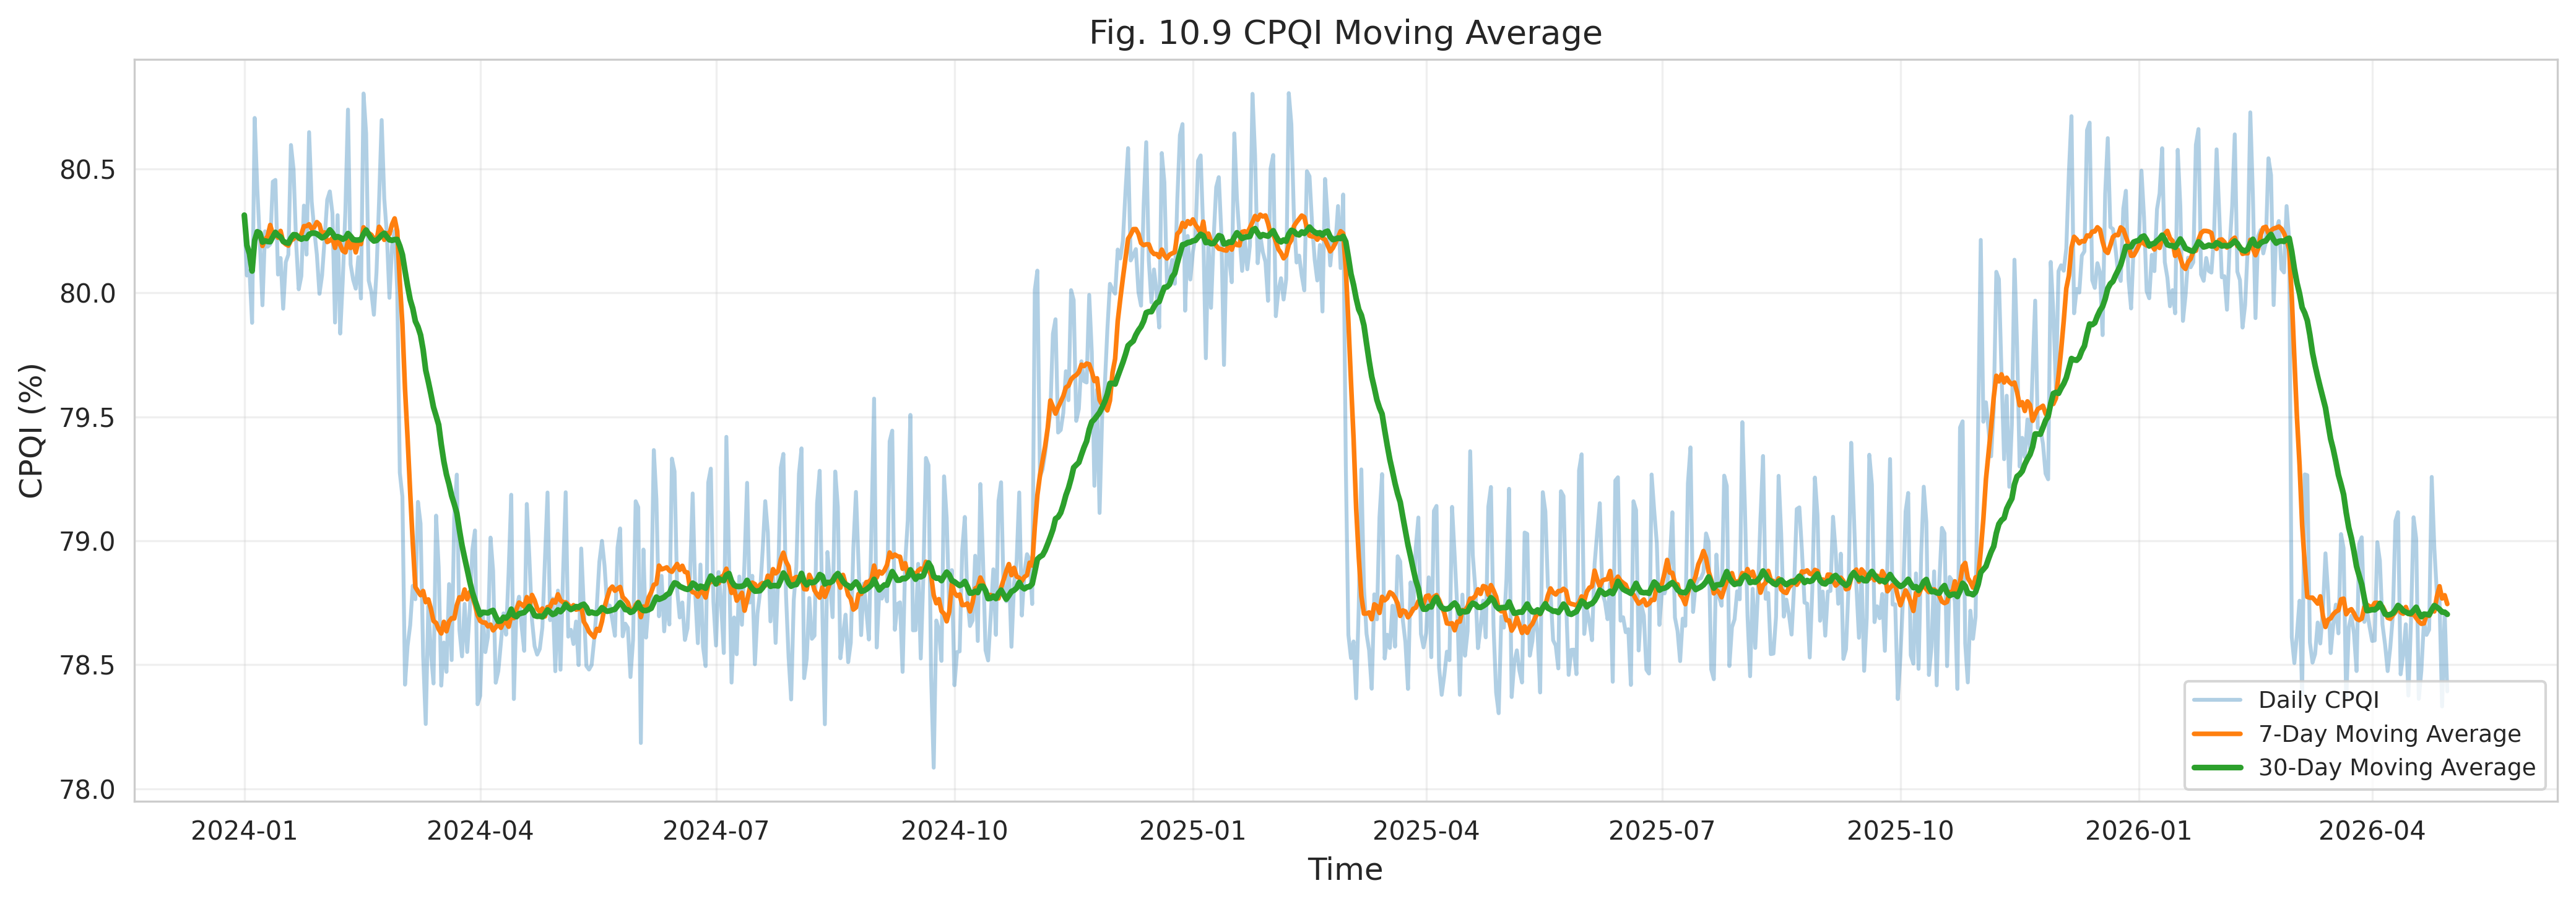 Fig. 10.9 CPQI Moving Average
CPQI (%)
80.5
80.0
79.5
79.0
78.5
78.0
2024-01
2024-04
2024-07
2024-10
2025-01
2025-04
2025-07
2025-10
2026-01
2026-04
Time
Daily CPQI
7-Day Moving Average
30-Day Moving Average